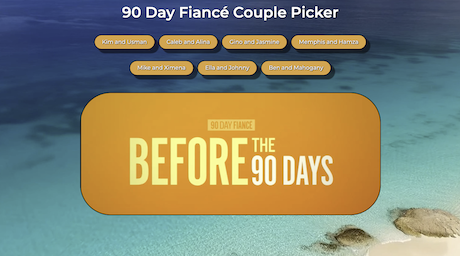 90 Day Fiancé Couple Picker
Kim and Usman Caleb and Alina Gino and Jasmine Memphis and Hamza
Mike and Ximena Ella and Johnny Ben and Mahogany
90 DAY FIANCÉ
BEFORE THE 90 DAYS